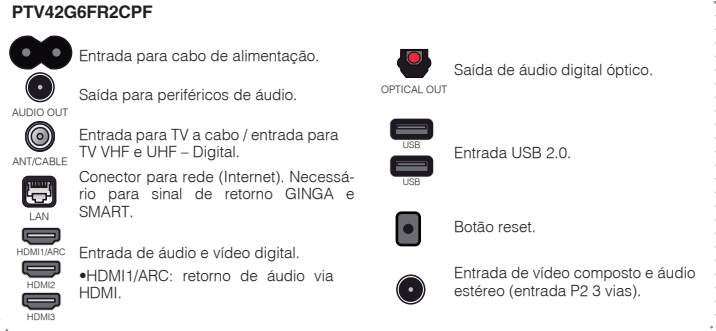 PTV42G6FR2CPF
Entrada para cabo de alimentação.
AUDIO OUT
Saída para periféricos de áudio.
ANT/CABLE
Entrada para TV a cabo / entrada para
TV VHF e UHF – Digital.
LAN
Conector para rede (Internet). Necessá-
rio para sinal de retorno GINGA e
SMART.
HDMI1/ARC
HDMI2
HDMI3
Entrada de áudio e vídeo digital.
•HDMI1/ARC: retorno de áudio via
HDMI.
OPTICAL OUT
Saída de áudio digital óptico.
USB
USB
Entrada USB 2.0.
Botão reset.
Entrada de vídeo composto e áudio
estéreo (entrada P2 3 vias).